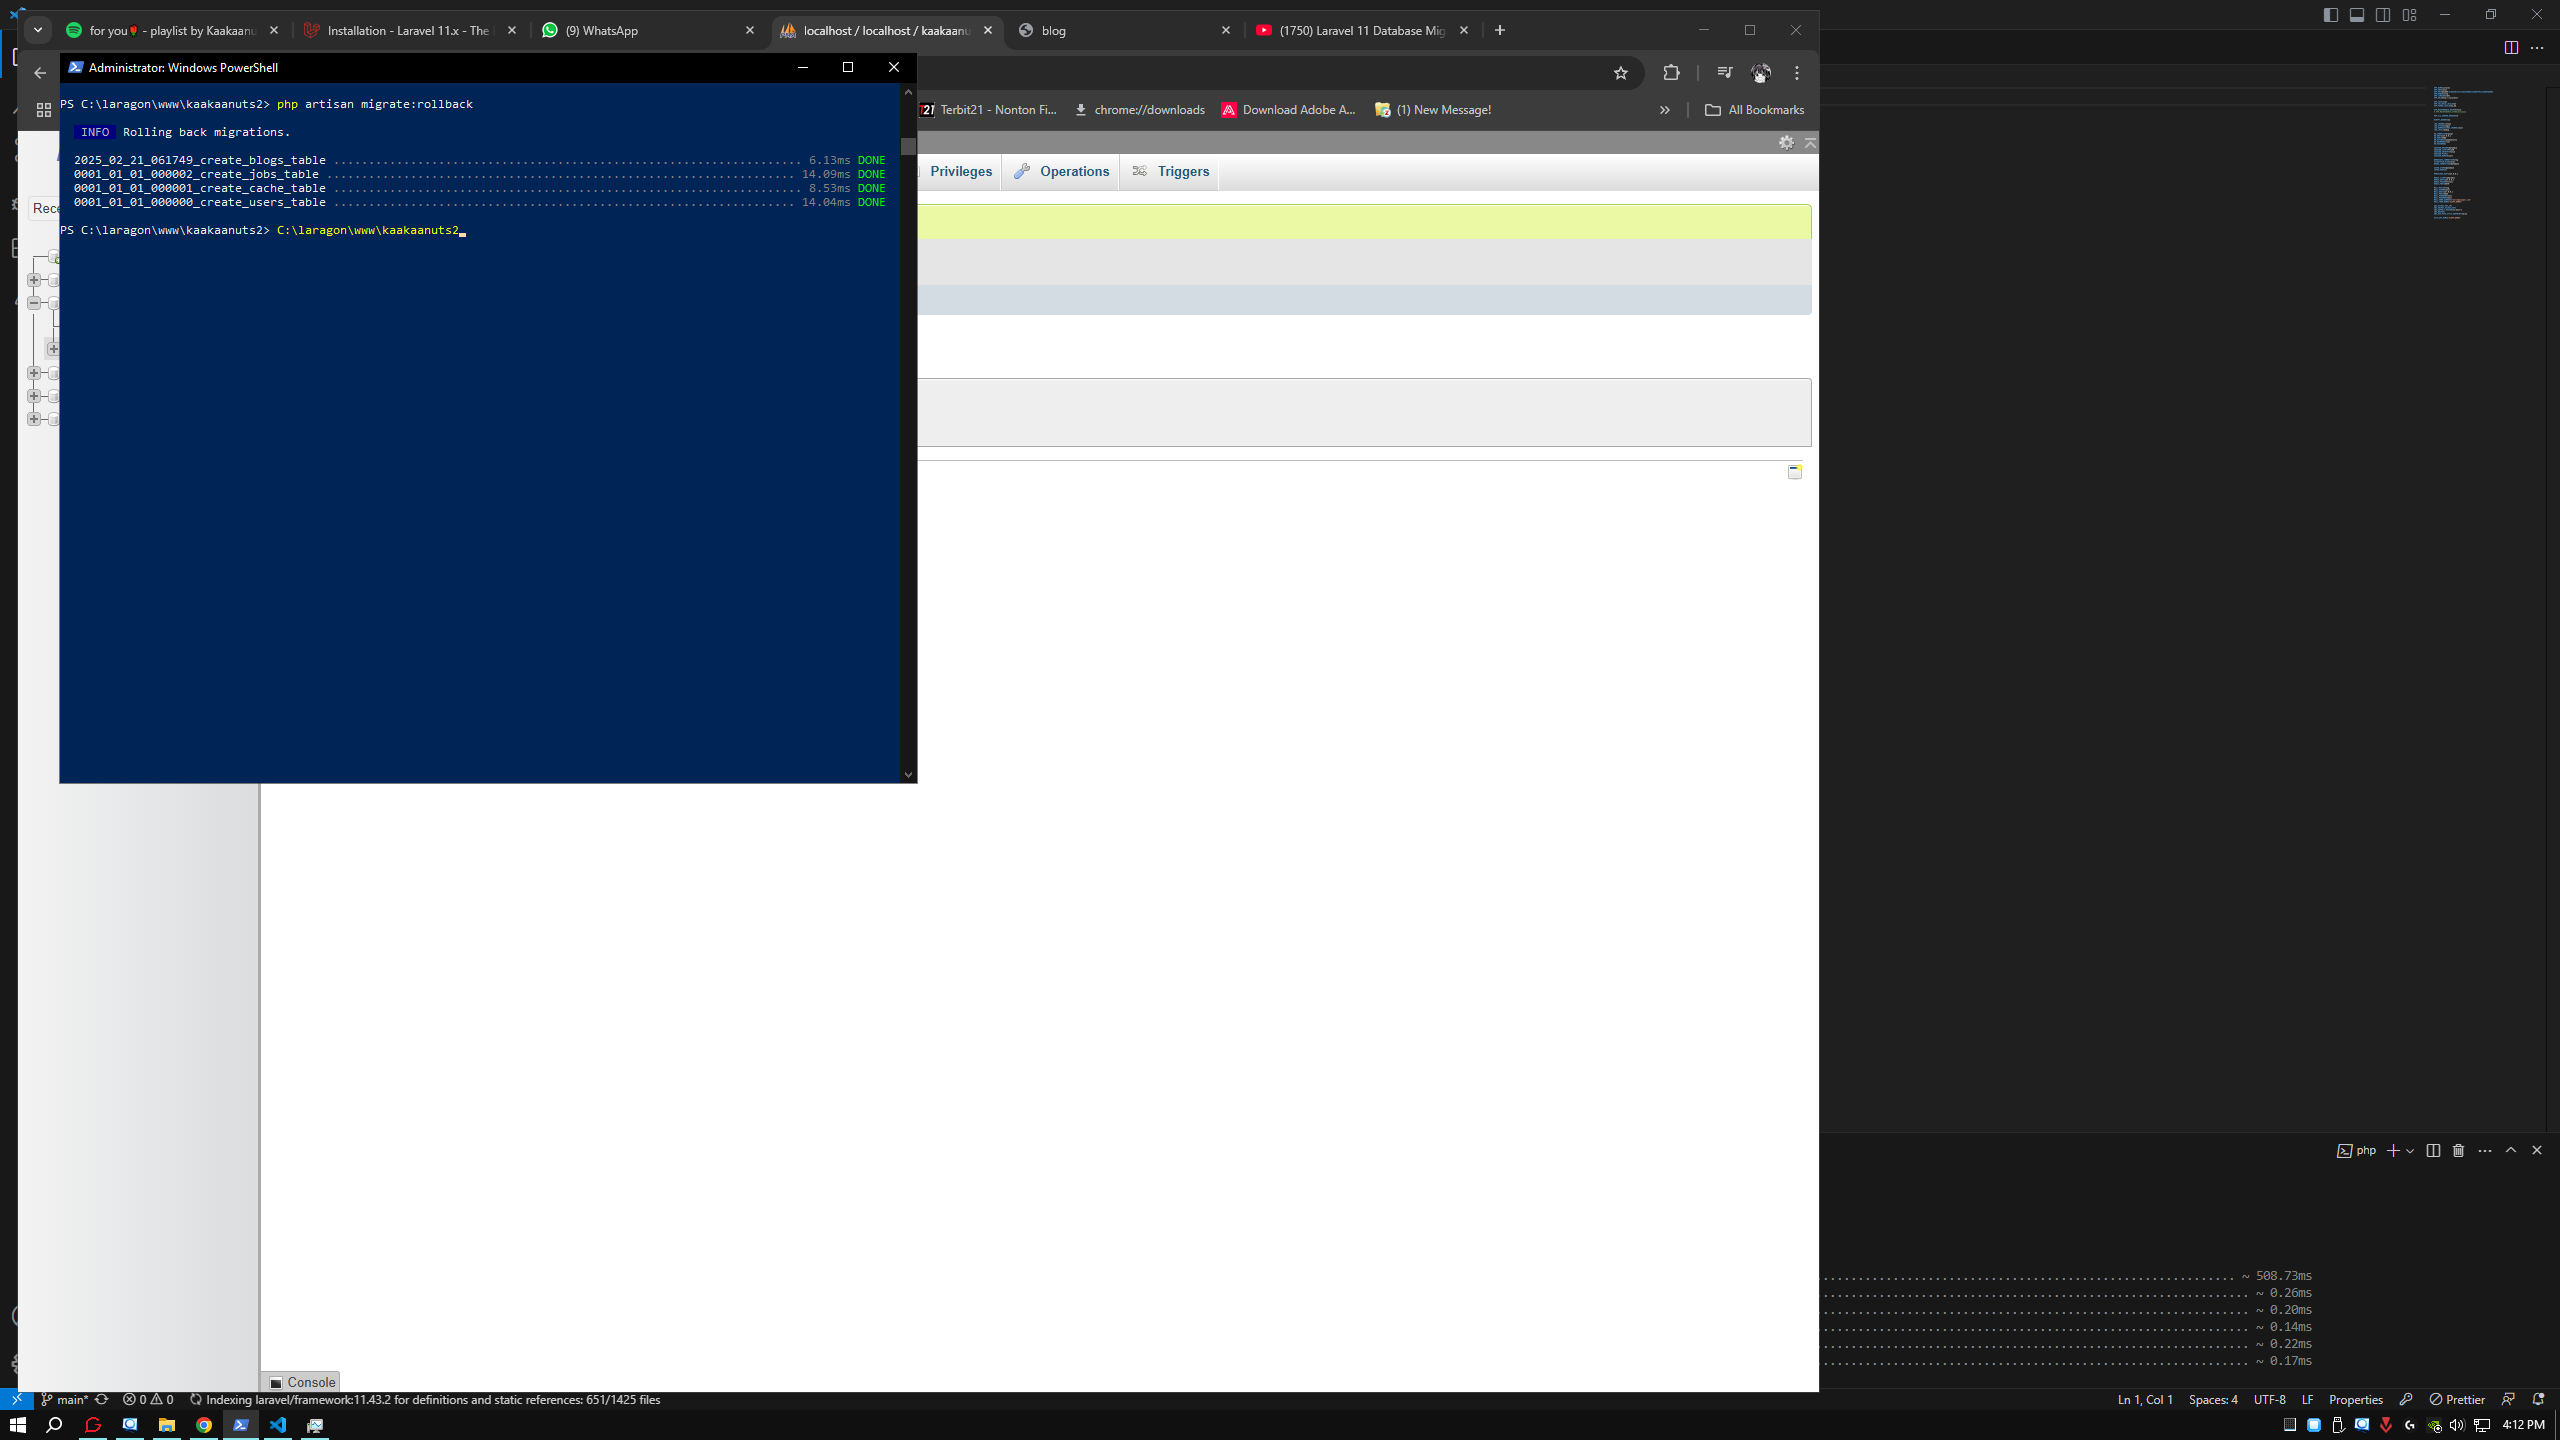 for you🌹 - playlist by Kaakaanu
Installation - Laravel 11.x - The
(9) WhatsApp
localhost / localhost / kaakaanu
blog
(1750) Laravel 11 Database Mig
Administrator: Windows PowerShell
Terbit21 - Nonton Fi...
chrome://downloads
Download Adobe A...
(1) New Message!
All Bookmarks
PS C:\laragon\www\kaakaanuts2> php artisan migrate:rollback
INFO Rolling back migrations.
2025_02_21_061749_create_blogs_table ................................................................... 6.13ms DONE
0001_01_01_000002_create_jobs_table ................................................................... 14.09ms DONE
0001_01_01_000001_create_cache_table ................................................................... 8.53ms DONE
0001_01_01_000000_create_users_table .................................................................. 14.04ms DONE
PS C:\laragon\www\kaakaanuts2> C:\laragon\www\kaakaanuts2_
Privileges
Operations
Triggers
Rece
php
~ 508.73ms
~ 0.26ms
~ 0.20ms
~ 0.14ms
~ 0.22ms
~ 0.17ms
Console
main*
0
0
Indexing laravel/framework:11.43.2 for definitions and static references: 651/1425 files
Ln 1, Col 1
Spaces: 4
UTF-8
LF
Properties
Prettier
4:12 PM